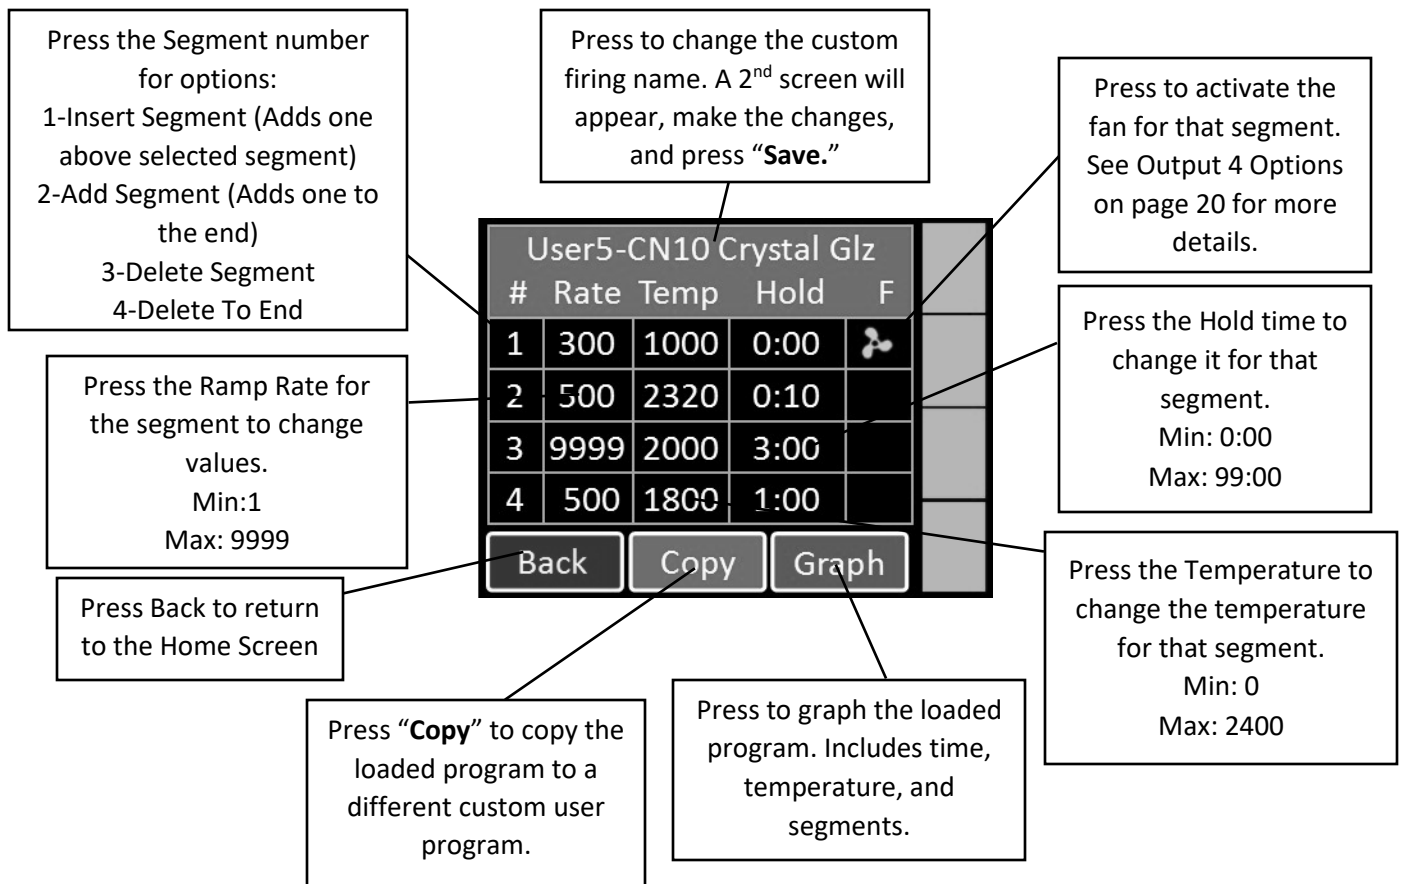 Press the Segment number
for options:
1-Insert Segment (Adds one
above selected segment)
2-Add Segment (Adds one to
the end)
3-Delete Segment
4-Delete To End
Press to change the custom
firing name. A 2nd screen will
appear, make the changes,
and press “Save.”
Press to activate the
fan for that segment.
See Output 4 Options
on page 20 for more
details.
User5-CN10 Crystal Glz
# Rate Temp Hold F
1 300 1000 0:00
2 500 2320 0:10
3 9999 2000 3:00
4 500 1800 1:00
Back Copy Graph
Press the Ramp Rate for
the segment to change
values.
Min:1
Max: 9999
Press the Hold time to
change it for that
segment.
Min: 0:00
Max: 99:00
Press Back to return
to the Home Screen
Press the Temperature to
change the temperature
for that segment.
Min: 0
Max: 2400
Press “Copy” to copy the
loaded program to a
different custom user
program.
Press to graph the loaded
program. Includes time,
temperature, and
segments.